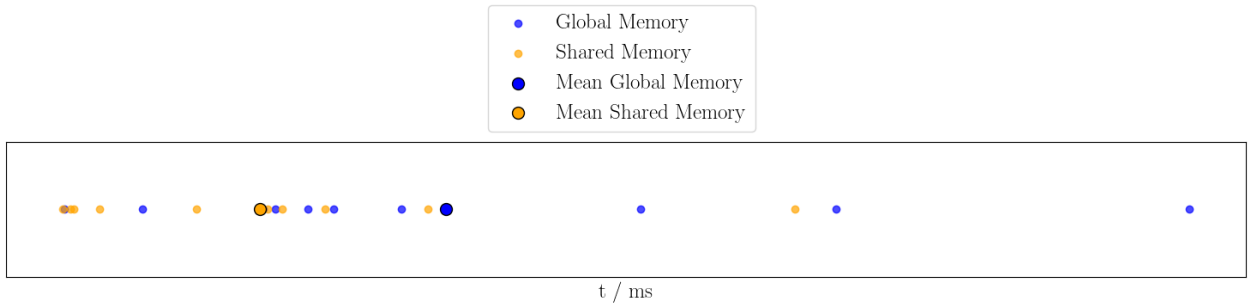 Global Memory
Shared Memory
Mean Global Memory
Mean Shared Memory
t / ms